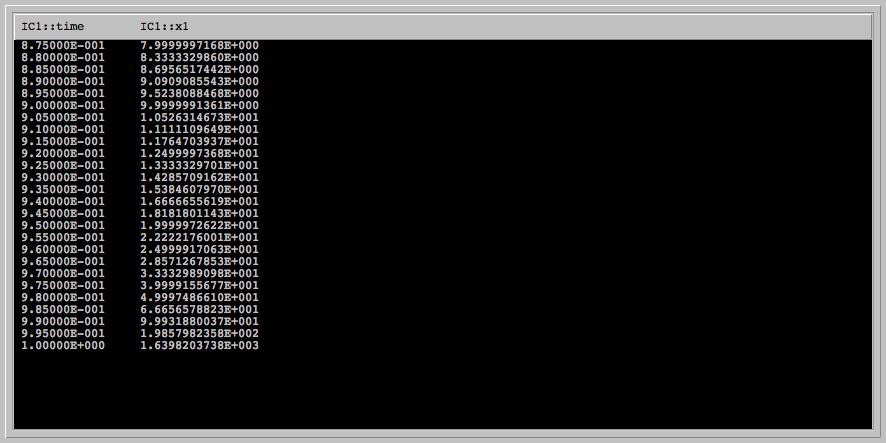 IC1::time IC1::x1
8.75000E-001 7.9999997168E+000
8.80000E-001 8.3333329860E+000
8.85000E-001 8.6956517442E+000
8.90000E-001 9.0909085543E+000
8.95000E-001 9.5238088468E+000
9.00000E-001 9.9999991361E+000
9.05000E-001 1.0526314673E+001
9.10000E-001 1.1111109649E+001
9.15000E-001 1.1764703937E+001
9.20000E-001 1.2499997368E+001
9.25000E-001 1.3333329701E+001
9.30000E-001 1.4285709162E+001
9.35000E-001 1.5384607970E+001
9.40000E-001 1.6666655619E+001
9.45000E-001 1.8181801143E+001
9.50000E-001 1.9999972622E+001
9.55000E-001 2.2222176001E+001
9.60000E-001 2.4999917063E+001
9.65000E-001 2.8571267853E+001
9.70000E-001 3.3332989098E+001
9.75000E-001 3.9999155677E+001
9.80000E-001 4.9997486610E+001
9.85000E-001 6.6656578823E+001
9.90000E-001 9.9931880037E+001
9.95000E-001 1.9857982358E+002
1.00000E+000 1.6398203738E+003